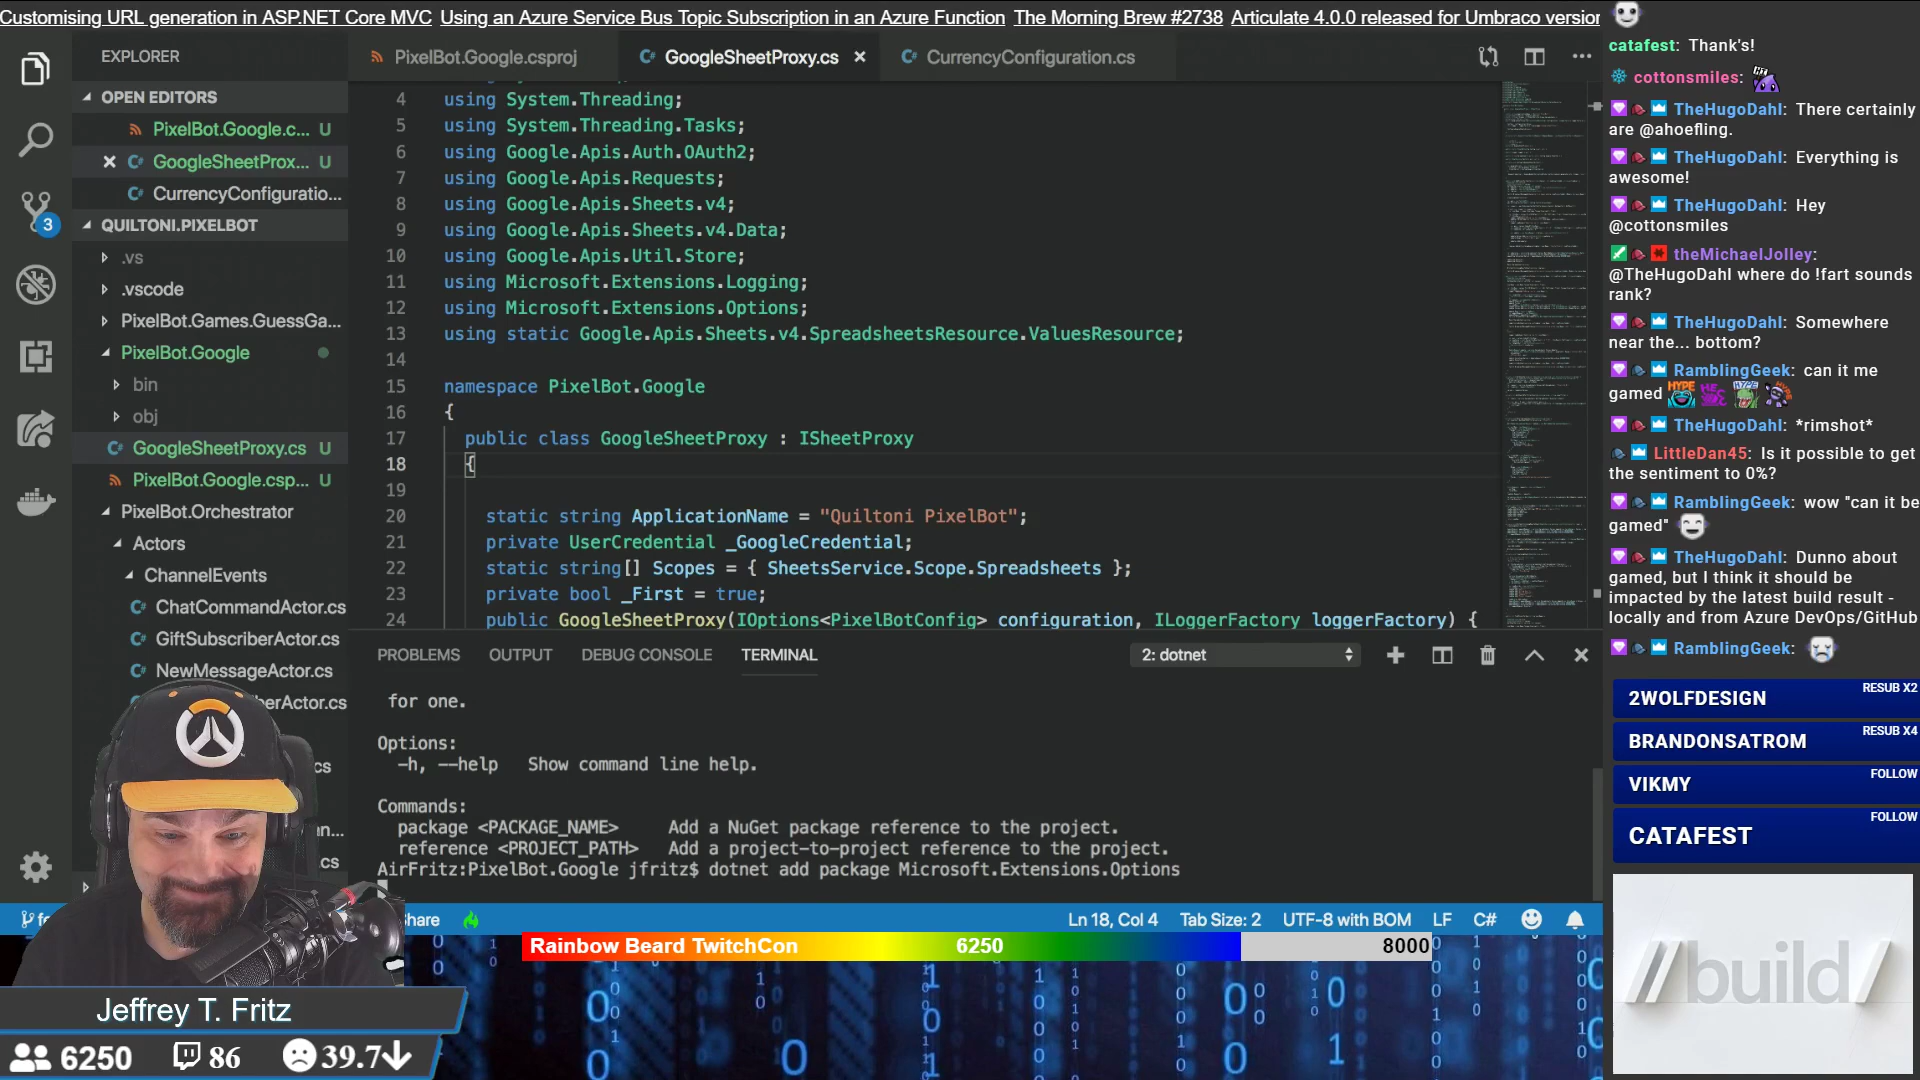 Customising URL generation in ASP.NET Core MVC Using an Azure Service Bus Topic Subscription in an Azure Function The Morning Brew #2738 Articulate 4.0.0 released for Umbraco version
EXPLORER
OPEN EDITORS
PixelBot.Google.c... U
GoogleSheetProx... U
CurrencyConfiguratio...
QUILTONI.PIXELBOT
.vs
.vscode
PixelBot.Games.GuessGa...
PixelBot.Google
bin
obj
GoogleSheetProxy.cs U
PixelBot.Google.csp... U
PixelBot.Orchestrator
Actors
ChannelEvents
ChatCommandActor.cs
GiftSubscriberActor.cs
NewMessageActor.cs
berActor.cs
cs
n...
cs
3
PixelBot.Google.csproj
GoogleSheetProxy.cs
CurrencyConfiguration.cs
4 using System.Threading;
5 using System.Threading.Tasks;
6 using Google.Apis.Auth.OAuth2;
7 using Google.Apis.Requests;
8 using Google.Apis.Sheets.v4;
9 using Google.Apis.Sheets.v4.Data;
10 using Google.Apis.Util.Store;
11 using Microsoft.Extensions.Logging;
12 using Microsoft.Extensions.Options;
13 using static Google.Apis.Sheets.v4.SpreadsheetsResource.ValuesResource;
14
15 namespace PixelBot.Google
16 {
17 public class GoogleSheetProxy : ISheetProxy
18 {
19
20 static string ApplicationName = "Quiltoni PixelBot";
21 private UserCredential _GoogleCredential;
22 static string[] Scopes = { SheetsService.Scope.Spreadsheets };
23 private bool _First = true;
24 public GoogleSheetProxy(IOptions<PixelBotConfig> configuration, ILoggerFactory loggerFactory) {
PROBLEMS OUTPUT DEBUG CONSOLE TERMINAL
2: dotnet
for one.
Options:
-h, --help Show command line help.
Commands:
package <PACKAGE_NAME> Add a NuGet package reference to the project.
reference <PROJECT_PATH> Add a project-to-project reference to the project.
AirFritz:PixelBot.Google jfritz$ dotnet add package Microsoft.Extensions.Options
fe
hare
Ln 18, Col 4 Tab Size: 2 UTF-8 with BOM LF C#
Rainbow Beard TwitchCon 6250 8000
Jeffrey T. Fritz
6250 86 39.7
catafest: Thank's!
cottonsmiles: HI
TheHugoDahl: There certainly
are @ahoefling.
TheHugoDahl: Everything is
awesome!
TheHugoDahl: Hey
@cottonsmiles
theMichaelJolley:
@TheHugoDahl where do !fart sounds
rank?
TheHugoDahl: Somewhere
near the... bottom?
RamblingGeek: can it me
gamed
TheHugoDahl: *rimshot*
LittleDan45: Is it possible to get
the sentiment to 0%?
RamblingGeek: wow "can it be
gamed"
TheHugoDahl: Dunno about
gamed, but I think it should be
impacted by the latest build result -
locally and from Azure DevOps/GitHub
RamblingGeek:
2WOLFDESIGN RESUB X2
BRANDONSATROM RESUB X4
VIKMY FOLLOW
CATAFEST FOLLOW
//build/